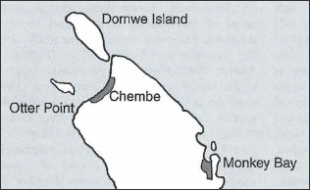 Domwe Island
Chembe
Otter Point
Monkey Bay